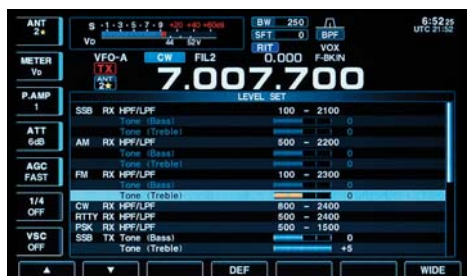 ANT
2★
METER
VD
P.AMP
1
ATT
6dB
AGC
FAST
1/4
OFF
VSC
OFF
S 1 3 5 7 9 +20 +40 +60dB
VD 44 52V
BW 250
SFT 0
BPF
6:52 25
UTC 21:52
RIT
0.000
VOX
F-BKIN
VFO-A CW FIL2
TX
ANT
2★
7.007.700
LEVEL SET
SSB RX HPF/LPF 100 - 2100
Tone (Bass) 0
Tone (Treble) 0
AM RX HPF/LPF 500 - 2200
Tone (Bass) 0
Tone (Treble) 0
FM RX HPF/LPF 100 - 2300
Tone (Bass) 0
Tone (Treble) 0
CW RX HPF/LPF 800 - 2400
RTTY RX HPF/LPF 500 - 2400
PSK RX HPF/LPF 500 - 1500
SSB TX Tone (Bass) 0
Tone (Treble) +5
▲ ▼ DEF WIDE